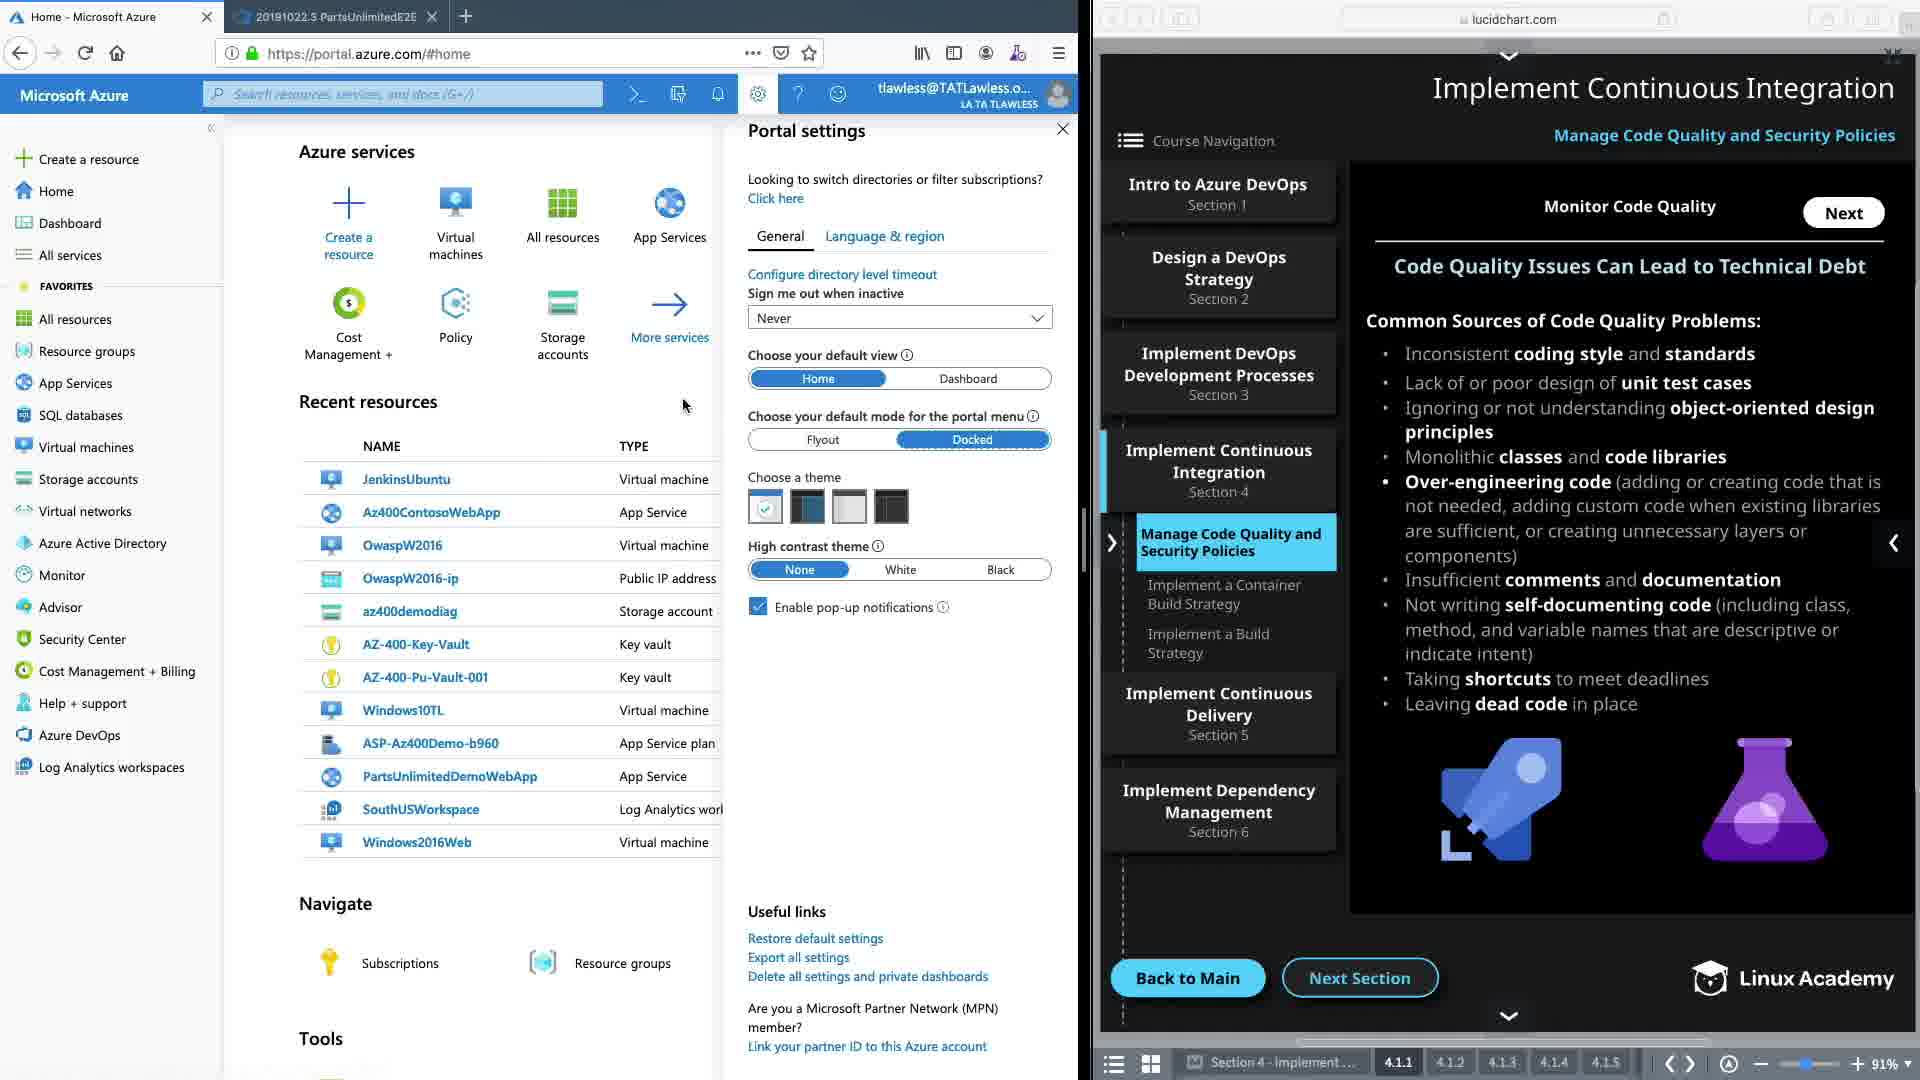 Home - Microsoft Azure
20191022.3 PartsUnlimitedE2E
https://portal.azure.com/#home
Microsoft Azure
Search resources, services, and docs (G+/)
tlawless@TATLawless.o...
LA TA TLAWLESS
Create a resource
Home
Dashboard
All services
FAVORITES
All resources
Resource groups
App Services
SQL databases
Virtual machines
Storage accounts
Virtual networks
Azure Active Directory
Monitor
Advisor
Security Center
Cost Management + Billing
Help + support
Azure DevOps
Log Analytics workspaces
Azure services
Create a
resource
Virtual
machines
All resources
App Services
Cost
Management +
Policy
Storage
accounts
More services
Recent resources
NAME TYPE
JenkinsUbuntu Virtual machine
Az400ContosoWebApp App Service
OwaspW2016 Virtual machine
OwaspW2016-ip Public IP address
az400demodiag Storage account
AZ-400-Key-Vault Key vault
AZ-400-Pu-Vault-001 Key vault
Windows10TL Virtual machine
ASP-Az400Demo-b960 App Service plan
PartsUnlimitedDemoWebApp App Service
SouthUSWorkspace Log Analytics worl
Windows2016Web Virtual machine
Navigate
Subscriptions
Resource groups
Tools
Portal settings
Looking to switch directories or filter subscriptions?
Click here
General Language & region
Configure directory level timeout
Sign me out when inactive
Never
Choose your default view
Home Dashboard
Choose your default mode for the portal menu
Flyout Docked
Choose a theme
High contrast theme
None White Black
Enable pop-up notifications
Useful links
Restore default settings
Export all settings
Delete all settings and private dashboards
Are you a Microsoft Partner Network (MPN)
member?
Link your partner ID to this Azure account
lucidchart.com
Implement Continuous Integration
Course Navigation
Manage Code Quality and Security Policies
Intro to Azure DevOps
Section 1
Design a DevOps
Strategy
Section 2
Implement DevOps
Development Processes
Section 3
Implement Continuous
Integration
Section 4
Manage Code Quality and
Security Policies
Implement a Container
Build Strategy
Implement a Build
Strategy
Implement Continuous
Delivery
Section 5
Implement Dependency
Management
Section 6
Monitor Code Quality
Next
Code Quality Issues Can Lead to Technical Debt
Common Sources of Code Quality Problems:
• Inconsistent coding style and standards
• Lack of or poor design of unit test cases
• Ignoring or not understanding object-oriented design
principles
• Monolithic classes and code libraries
• Over-engineering code (adding or creating code that is
not needed, adding custom code when existing libraries
are sufficient, or creating unnecessary layers or
components)
• Insufficient comments and documentation
• Not writing self-documenting code (including class,
method, and variable names that are descriptive or
indicate intent)
• Taking shortcuts to meet deadlines
• Leaving dead code in place
Back to Main
Next Section
Linux Academy
Section 4 - Implement ...
4.1.1 4.1.2 4.1.3 4.1.4 4.1.5
91%